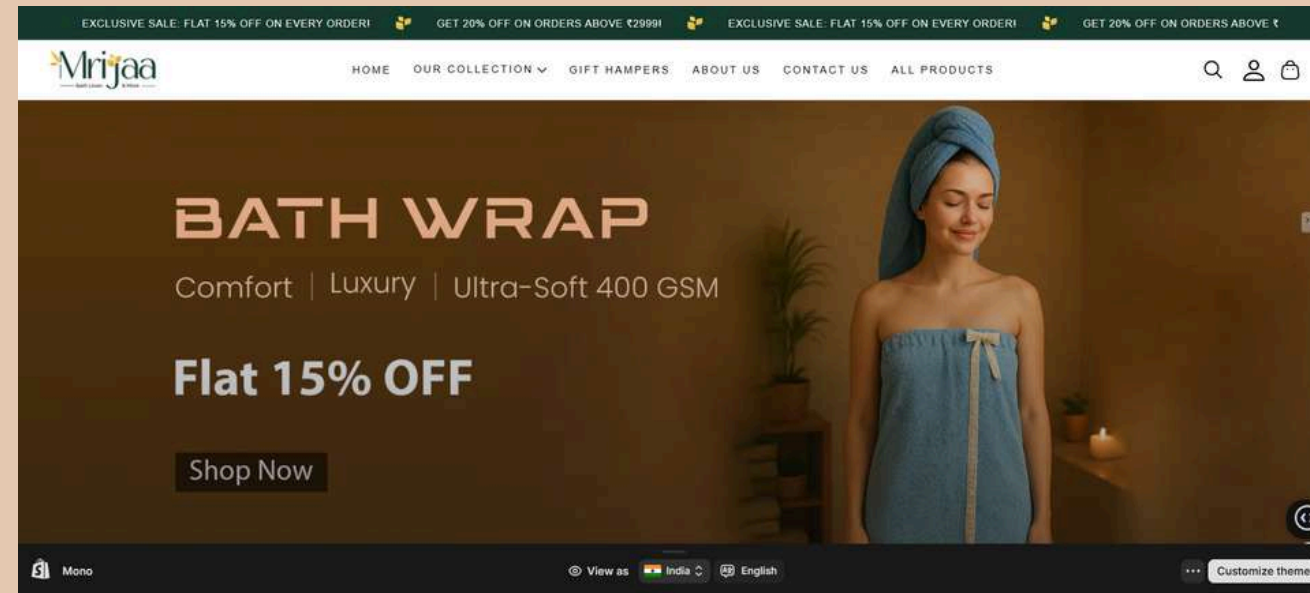 EXCLUSIVE SALE: FLAT 15% OFF ON EVERY ORDER! GET 20% OFF ON ORDERS ABOVE ₹2999! EXCLUSIVE SALE: FLAT 15% OFF ON EVERY ORDER! GET 20% OFF ON ORDERS ABOVE ₹
Mrijaa
HOME OUR COLLECTION GIFT HAMPERS ABOUT US CONTACT US ALL PRODUCTS
BATH WRAP
Comfort | Luxury | Ultra-Soft 400 GSM
Flat 15% OFF
Shop Now
Mono View as India English Customize theme